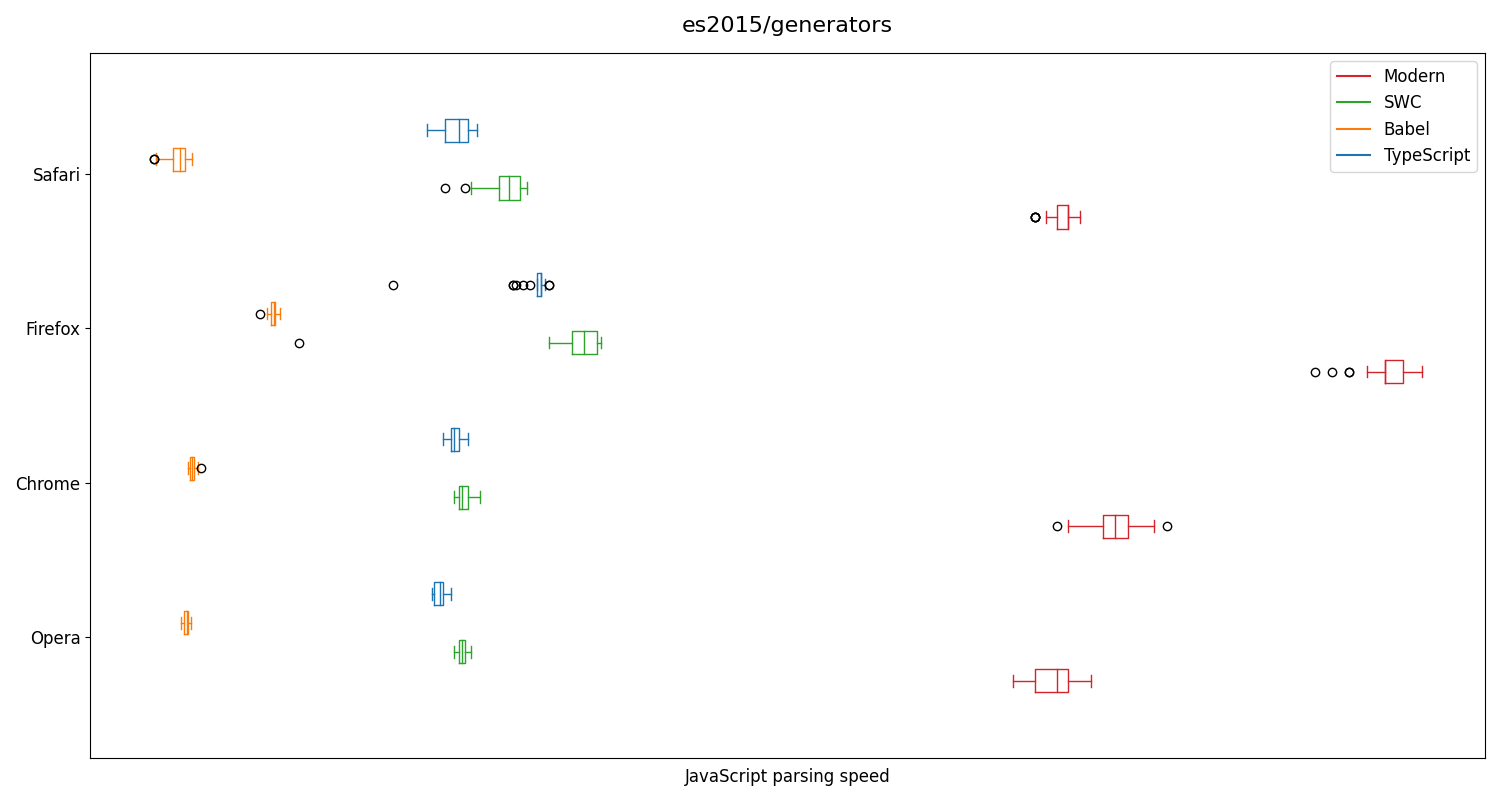 es2015/generators
Modern
SWC
Babel
TypeScript
Safari
Firefox
Chrome
Opera
JavaScript parsing speed